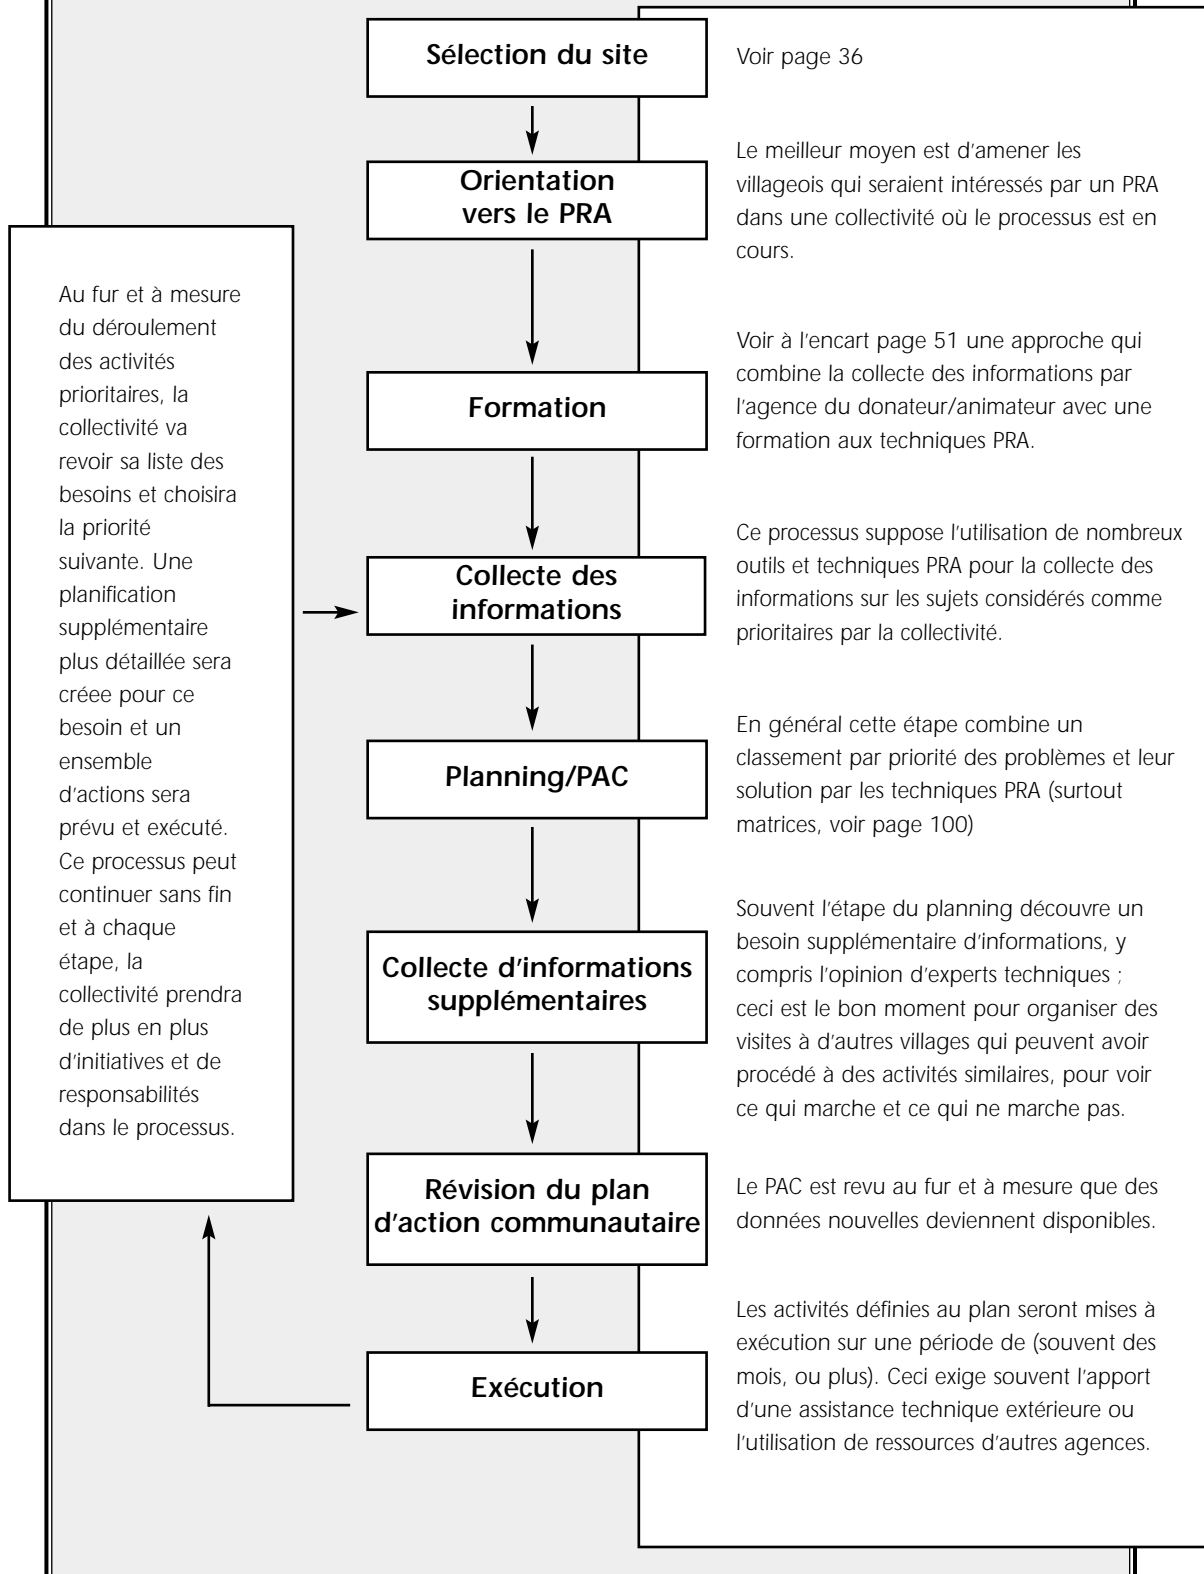 Sélection du site
Voir page 36
Orientation
vers le PRA
Le meilleur moyen est d'amener les
villageois qui seraient intéressés par un PRA
dans une collectivité où le processus est en
cours.
Formation
Voir à l'encart page 51 une approche qui
combine la collecte des informations par
l'agence du donateur/animateur avec une
formation aux techniques PRA.
Collecte des
informations
Ce processus suppose l'utilisation de nombreux
outils et techniques PRA pour la collecte des
informations sur les sujets considérés comme
prioritaires par la collectivité.
Planning/PAC
En général cette étape combine un
classement par priorité des problèmes et leur
solution par les techniques PRA (surtout
matrices, voir page 100)
Collecte d'informations
supplémentaires
Souvent l'étape du planning découvre un
besoin supplémentaire d'informations, y
compris l'opinion d'experts techniques ;
ceci est le bon moment pour organiser des
visites à d'autres villages qui peuvent avoir
procédé à des activités similaires, pour voir
ce qui marche et ce qui ne marche pas.
Révision du plan
d'action communautaire
Le PAC est revu au fur et à mesure que des
données nouvelles deviennent disponibles.
Exécution
Les activités définies au plan seront mises à
exécution sur une période de (souvent des
mois, ou plus). Ceci exige souvent l'apport
d'une assistance technique extérieure ou
l'utilisation de ressources d'autres agences.
Au fur et à mesure
du déroulement
des activités
prioritaires, la
collectivité va
revoir sa liste des
besoins et choisira
la priorité
suivante. Une
planification
supplémentaire
plus détaillée sera
créee pour ce
besoin et un
ensemble
d'actions sera
prévu et exécuté.
Ce processus peut
continuer sans fin
et à chaque
étape, la
collectivité prendra
de plus en plus
d'initiatives et de
responsabilités
dans le processus.